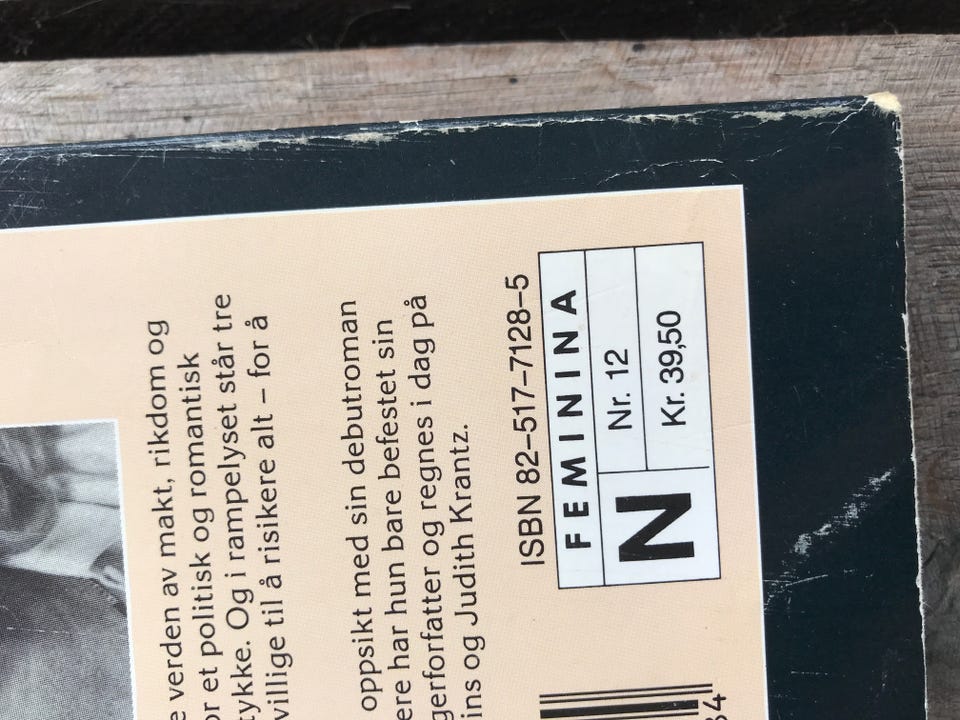 e verden av makt, rikdom og
or et politisk og romantisk
tykke. Og i rampelyset står tre
villige til å risikere alt – for å
oppsikt med sin debutroman
ere har hun bare befestet sin
gerforfatter og regnes i dag på
ins og Judith Krantz.
ISBN 82–517–7128–5
FEMININA
N
Nr. 12
Kr. 39,50
34